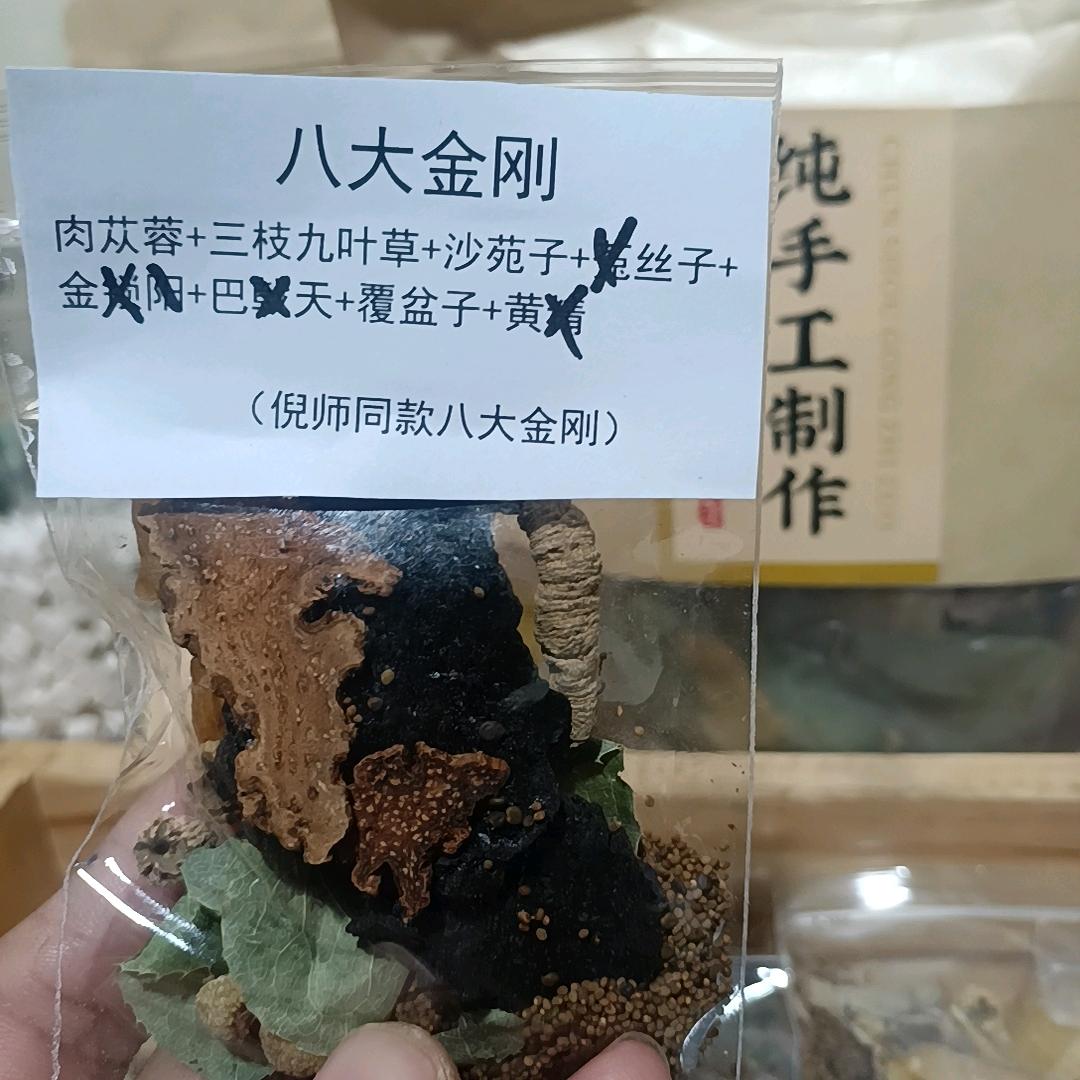 八大金刚
肉苁蓉+三枝九叶草+沙苑子+丝子+
金+巴天+覆盆子+黄
（倪师同款八大金刚）
纯手工制作